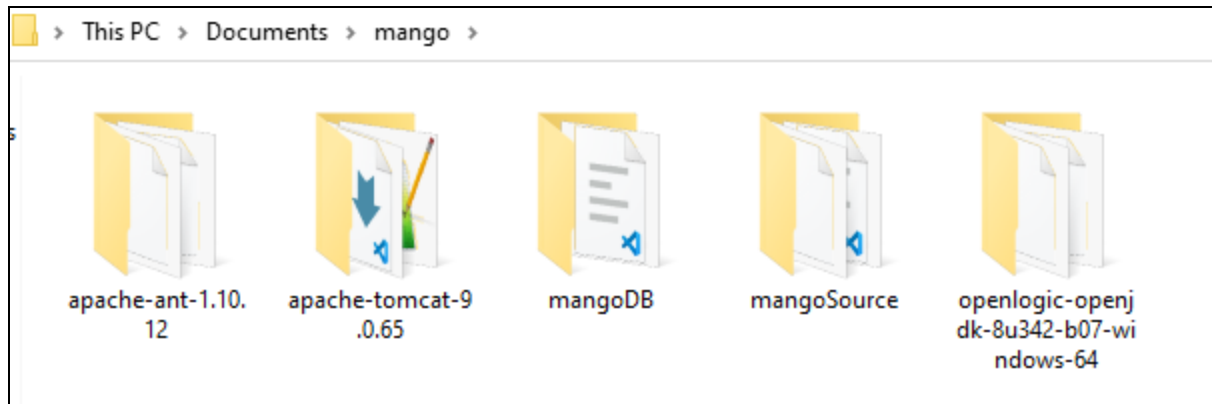 This PC > Documents > mango >
s
apache-ant-1.10.
12
apache-tomcat-9
.0.65
mangoDB
mangoSource
openlogic-openj
dk-8u342-b07-wi
ndows-64